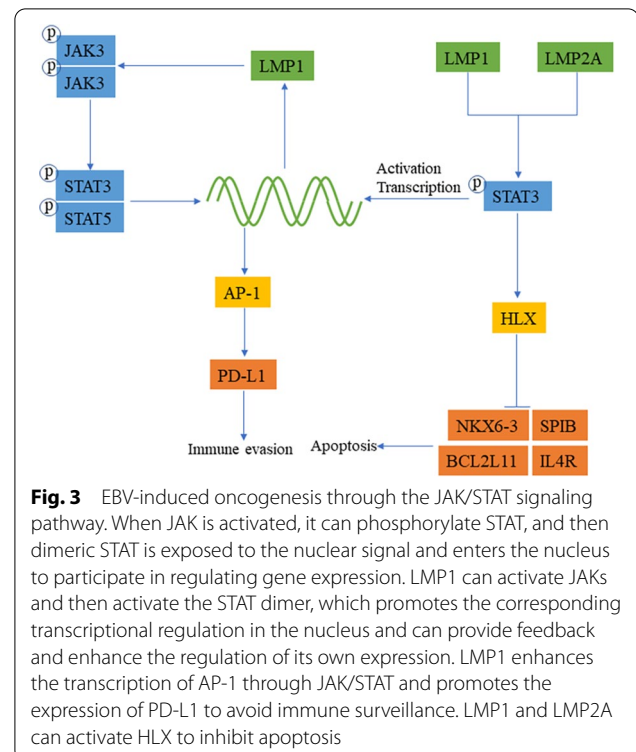 p
JAK3
p
JAK3
LMP1
LMP1
LMP2A
p
STAT3
p
STAT5
Activation
Transcription
p
STAT3
AP-1
HLX
PD-L1
NKX6-3
SPIB
BCL2L11
IL4R
Immune evasion
Apoptosis
Fig. 3 EBV-induced oncogenesis through the JAK/STAT signaling
pathway. When JAK is activated, it can phosphorylate STAT, and then
dimeric STAT is exposed to the nuclear signal and enters the nucleus
to participate in regulating gene expression. LMP1 can activate JAKs
and then activate the STAT dimer, which promotes the corresponding
transcriptional regulation in the nucleus and can provide feedback
and enhance the regulation of its own expression. LMP1 enhances
the transcription of AP-1 through JAK/STAT and promotes the
expression of PD-L1 to avoid immune surveillance. LMP1 and LMP2A
can activate HLX to inhibit apoptosis